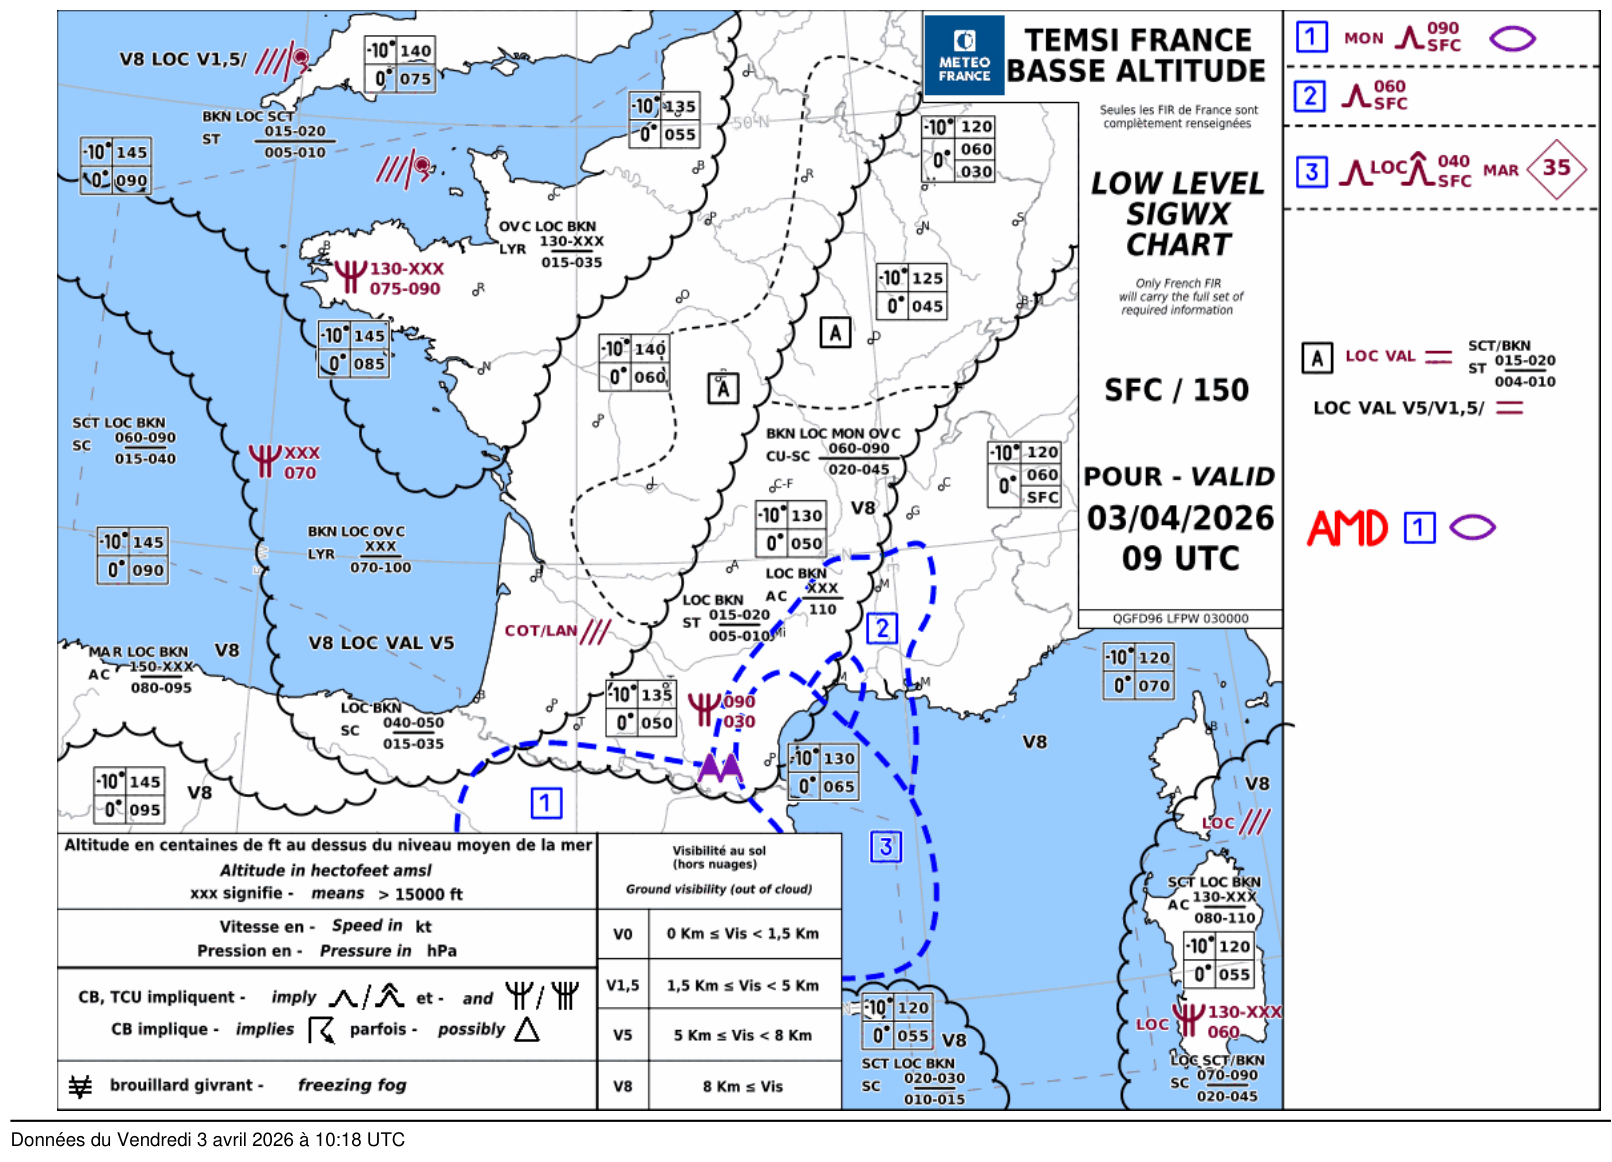 METEO
FRANCE
TEMSI FRANCE
BASSE ALTITUDE
Seules les FIR de France sont
complètement renseignées
LOW LEVEL
SIGWX
CHART
Only French FIR
will carry the full set of
required information
SFC / 150
POUR - VALID
03/04/2026
09 UTC
QGFD96 LFPW 030000
1 MON 090
SFC
2 060
SFC
3 LOC 040
SFC MAR 35
A LOC VAL SCT/BKN
ST 015-020
004-010
LOC VAL V5/V1,5/
AMD 1
V8 LOC V1,5/
-10° 140
0° 075
BKN LOC SCT
ST 015-020
005-010
-10° 145
0° 090
-10° 135
0° 055
-10° 120
0° 060
030
50°N
OVC LOC BKN
LYR 130-XXX
015-035
130-XXX
075-090
-10° 145
0° 085
-10° 125
0° 045
-10° 140
0° 060
A
A
SCT LOC BKN
SC 060-090
015-040
XXX
070
BKN LOC MON OVC
CU-SC 060-090
020-045
V8
-10° 120
0° 060
SFC
-10° 130
0° 050
BKN LOC OVC
LYR XXX
070-100
-10° 145
0° 090
LOC BKN
AC XXX
110
LOC BKN
ST 015-020
005-010
COT/LAN
V8 LOC VAL V5
V8
MAR LOC BKN
AC 150-XXX
080-095
2
-10° 120
0° 070
LOC BKN
SC 040-050
015-035
-10° 135
0° 050
090
030
V8
-10° 130
0° 065
-10° 145
0° 095
V8
1
3
V8
LOC
SCT LOC BKN
AC 130-XXX
080-110
-10° 120
0° 055
LOC 130-XXX
060
LOC SCT/BKN
SC 070-090
020-045
-10° 120
0° 055
V8
SCT LOC BKN
SC 020-030
010-015
Altitude en centaines de ft au dessus du niveau moyen de la mer
Altitude in hectofeet amsl
xxx signifie - means > 15000 ft
Vitesse en - Speed in kt
Pression en - Pressure in hPa
CB, TCU impliquent - imply / et - and /
CB implique - implies parfois - possibly
brouillard givrant - freezing fog
Visibilité au sol
(hors nuages)
Ground visibility (out of cloud)
V0 0 Km ≤ Vis < 1,5 Km
V1,5 1,5 Km ≤ Vis < 5 Km
V5 5 Km ≤ Vis < 8 Km
V8 8 Km ≤ Vis
Données du Vendredi 3 avril 2026 à 10:18 UTC